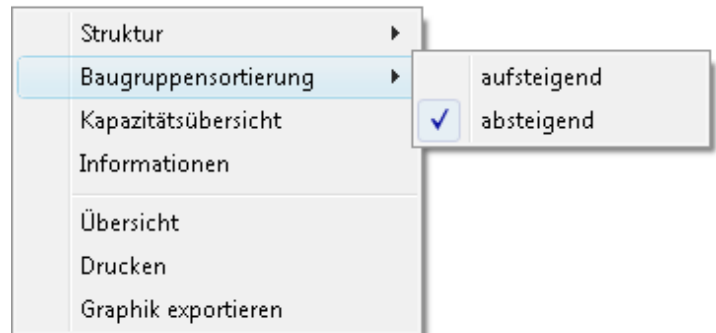 Struktur
Baugruppensortierung
aufsteigend
Kapazitätsübersicht
absteigend
Informationen
Übersicht
Drucken
Graphik exportieren